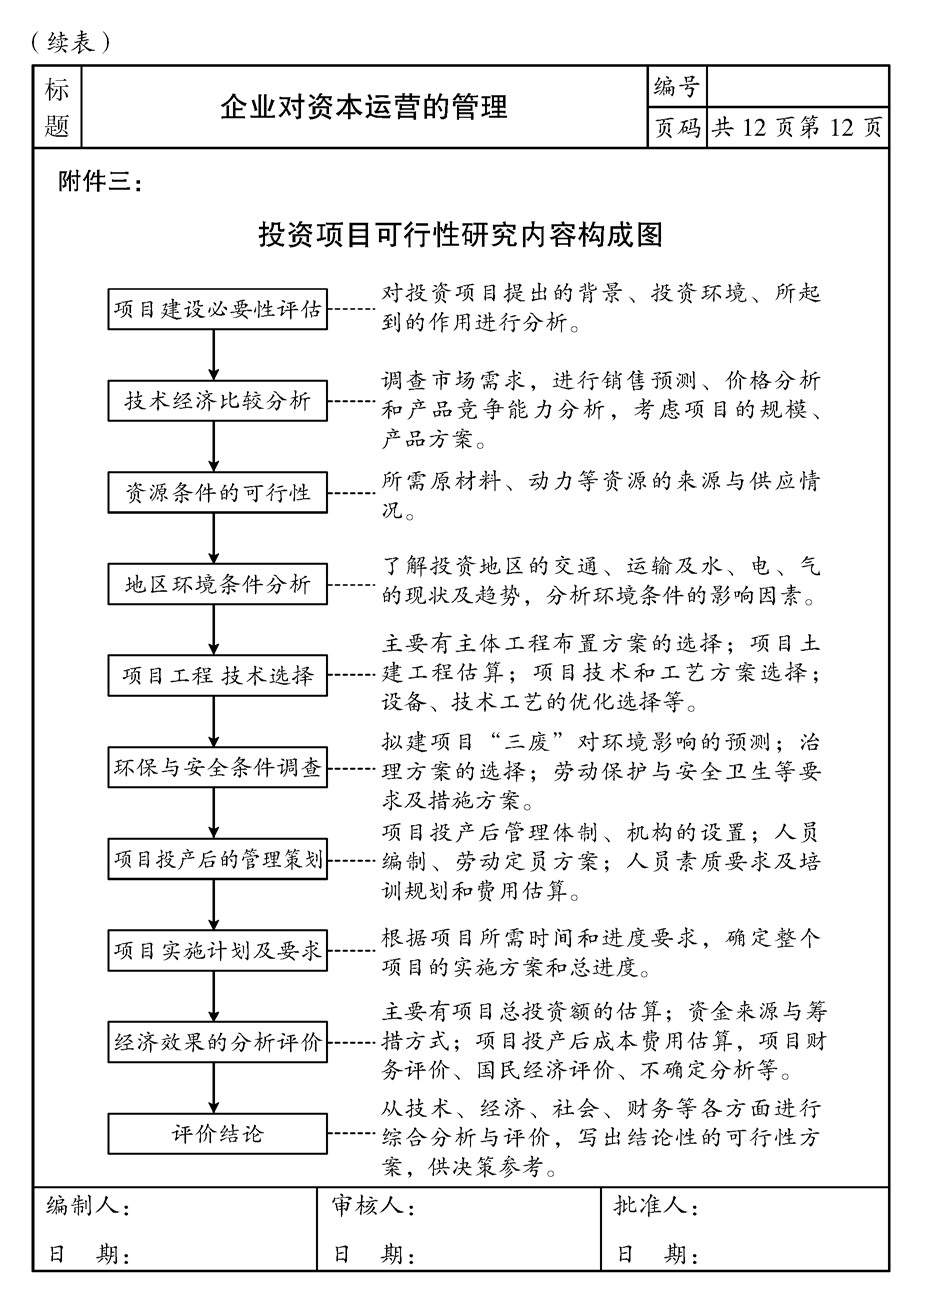 （续表）
标题
企业对资本运营的管理
编号
页码
共 12 页第 12 页
附件三：
投资项目可行性研究内容构成图
项目建设必要性评估
对投资项目提出的背景、投资环境、所起
到的作用进行分析。
技术经济比较分析
调查市场需求，进行销售预测、价格分析
和产品竞争能力分析，考虑项目的规模、
产品方案。
资源条件的可行性
所需原材料、动力等资源的来源与供应情
况。
地区环境条件分析
了解投资地区的交通、运输及水、电、气
的现状及趋势，分析环境条件的影响因素。
项目工程 技术选择
主要有主体工程布置方案的选择；项目土
建工程估算；项目技术和工艺方案选择；
设备、技术工艺的优化选择等。
环保与安全条件调查
拟建项目“三废”对环境影响的预测；治
理方案的选择；劳动保护与安全卫生等要
求及措施方案。
项目投产后的管理策划
项目投产后管理体制、机构的设置；人员
编制、劳动定员方案；人员素质要求及培
训规划和费用估算。
项目实施计划及要求
根据项目所需时间和进度要求，确定整个
项目的实施方案和总进度。
经济效果的分析评价
主要有项目总投资额的估算；资金来源与筹
措方式；项目投产后成本费用估算，项目财
务评价、国民经济评价、不确定分析等。
评价结论
从技术、经济、社会、财务等各方面进行
综合分析与评价，写出结论性的可行性方
案，供决策参考。
编制人：
日 期：
审核人：
日 期：
批准人：
日 期：